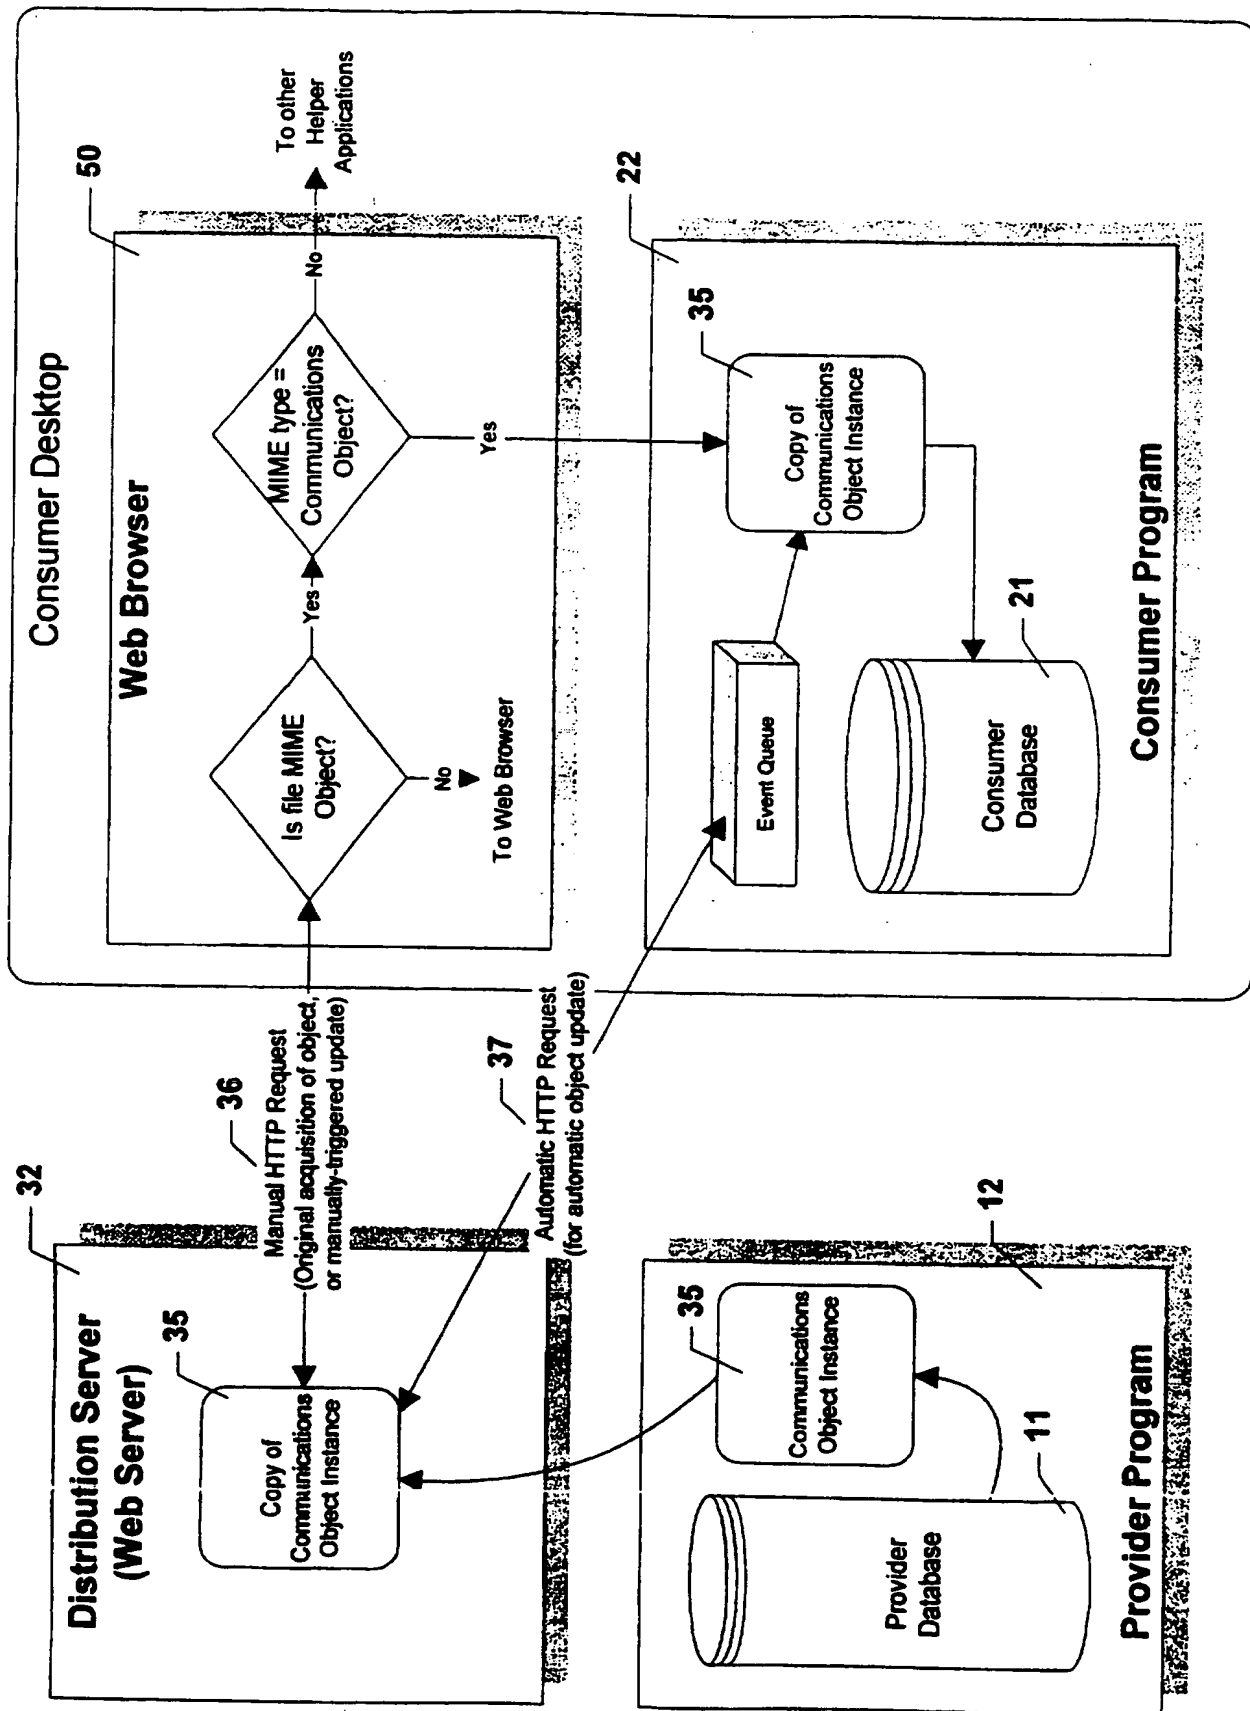 Consumer Desktop
Distribution Server
(Web Server)
32
Copy of
Communications
Object Instance
35
36
Manual HTTP Request
(Original acquisition of object,
or manually-triggered update)
37
Automatic HTTP Request
(for automatic object update)
Web Browser
50
Is file MIME
Object?
Yes
No
To Web Browser
MIME type =
Communications
Object?
No
To other
Helper
Applications
Yes
Provider Program
12
Provider
Database
11
Communications
Object Instance
35
Consumer Program
22
Event Queue
Copy of
Communications
Object Instance
35
Consumer
Database
21